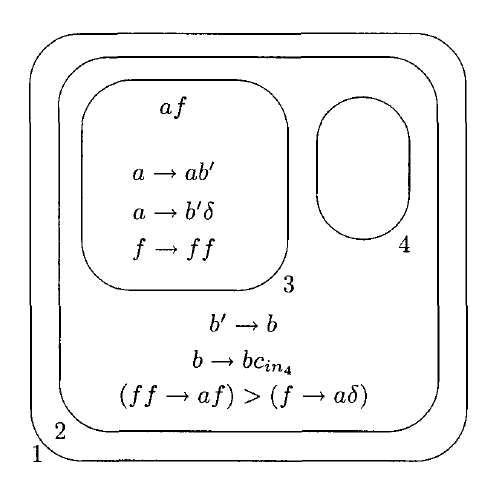 af
a → ab′
a → b′δ
f → ff
4
3
b′ → b
b → bc_{in_4}
(ff → af) > (f → aδ)
2
1